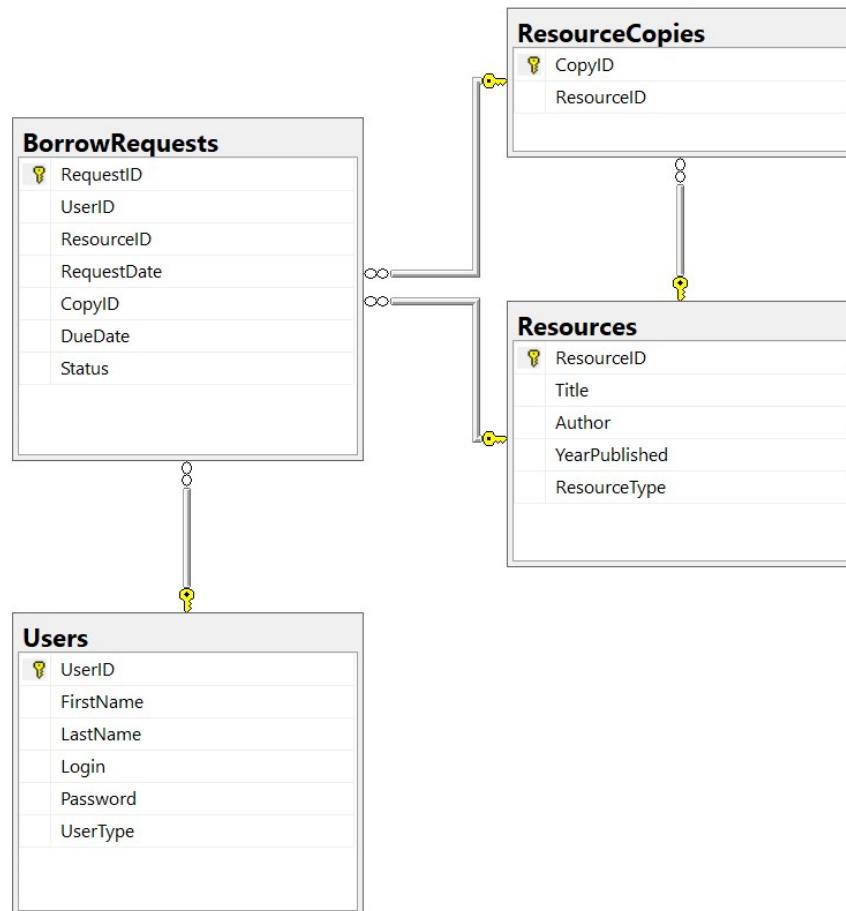 ResourceCopies
CopyID
ResourceID
BorrowRequests
RequestID
UserID
ResourceID
RequestDate
CopyID
DueDate
Status
Resources
ResourceID
Title
Author
YearPublished
ResourceType
Users
UserID
FirstName
LastName
Login
Password
UserType